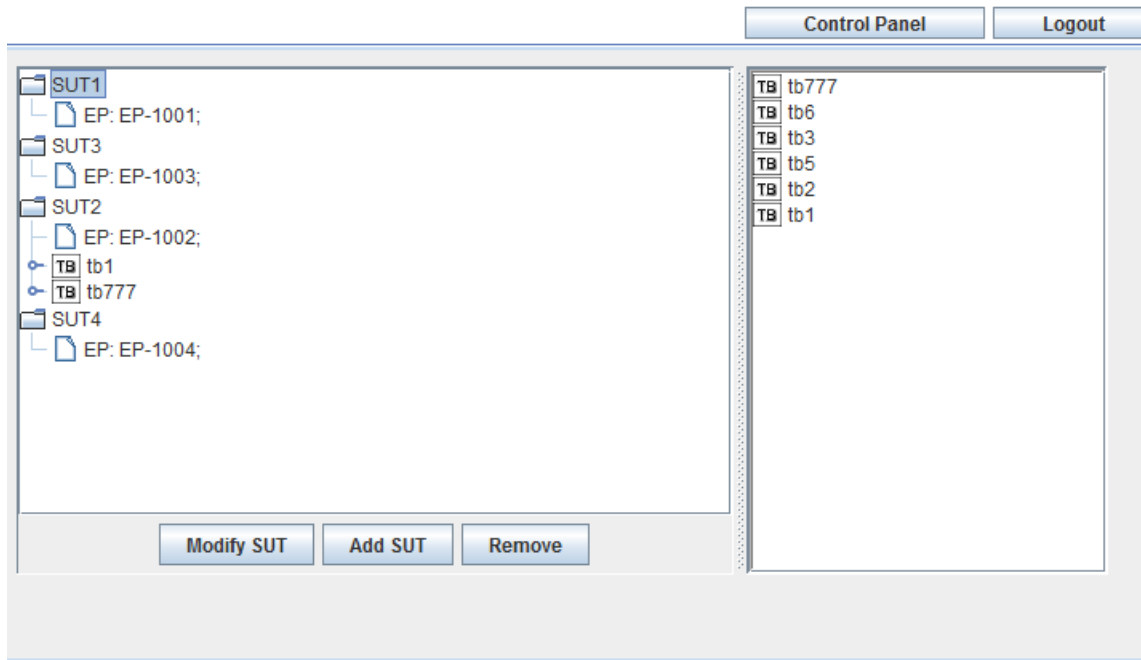 Control Panel Logout
SUT1
EP: EP-1001;
SUT3
EP: EP-1003;
SUT2
EP: EP-1002;
TB tb1
TB tb777
SUT4
EP: EP-1004;
Modify SUT Add SUT Remove
TB tb777
TB tb6
TB tb3
TB tb5
TB tb2
TB tb1